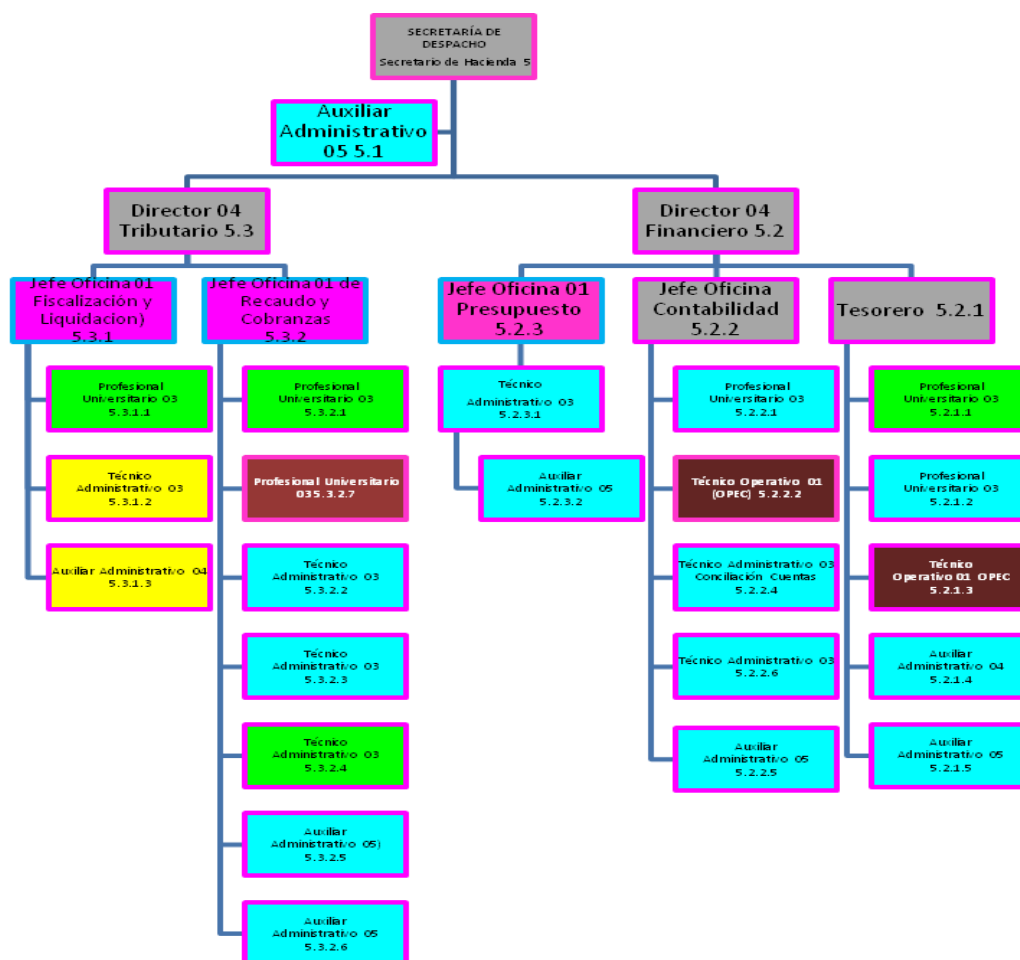 SECRETARÍA DE
DESPACHO
Secretario de Hacienda 5
Auxiliar
Administrativo
05 5.1
Director 04
Tributario 5.3
Director 04
Financiero 5.2
Jefe Oficina 01
Fiscalización y
Liquidacion)
5.3.1
Jefe Oficina 01 de
Recaudo y
Cobranzas
5.3.2
Jefe Oficina 01
Presupuesto
5.2.3
Jefe Oficina
Contabilidad
5.2.2
Tesorero 5.2.1
Profesional
Universitario 03
5.3.1.1
Técnico
Administrativo 03
5.3.1.2
Auxiliar Administrativo 04
5.3.1.3
Profesional
Universitario 03
5.3.2.1
Profesional Universitario
035.3.2.7
Técnico
Administrativo 03
5.3.2.2
Técnico
Administrativo 03
5.3.2.3
Técnico
Administrativo 03
5.3.2.4
Auxiliar
Administrativo 05)
5.3.2.5
Auxiliar
Administrativo 05
5.3.2.6
Técnico
Administrativo 03
5.2.3.1
Auxiliar
Administrativo 05
5.2.3.2
Profesional
Universitario 03
5.2.2.1
Técnico Operativo 01
(OPEC) 5.2.2.2
Técnico Administrativo 03
Conciliación Cuentas
5.2.2.4
Técnico Administrativo 03
5.2.2.6
Auxiliar
Administrativo 05
5.2.2.5
Profesional
Universitario 03
5.2.1.1
Profesional
Universitario 03
5.2.1.2
Técnico
Operativo 01 OPEC
5.2.1.3
Auxiliar
Administrativo 04
5.2.1.4
Auxiliar
Administrativo 05
5.2.1.5